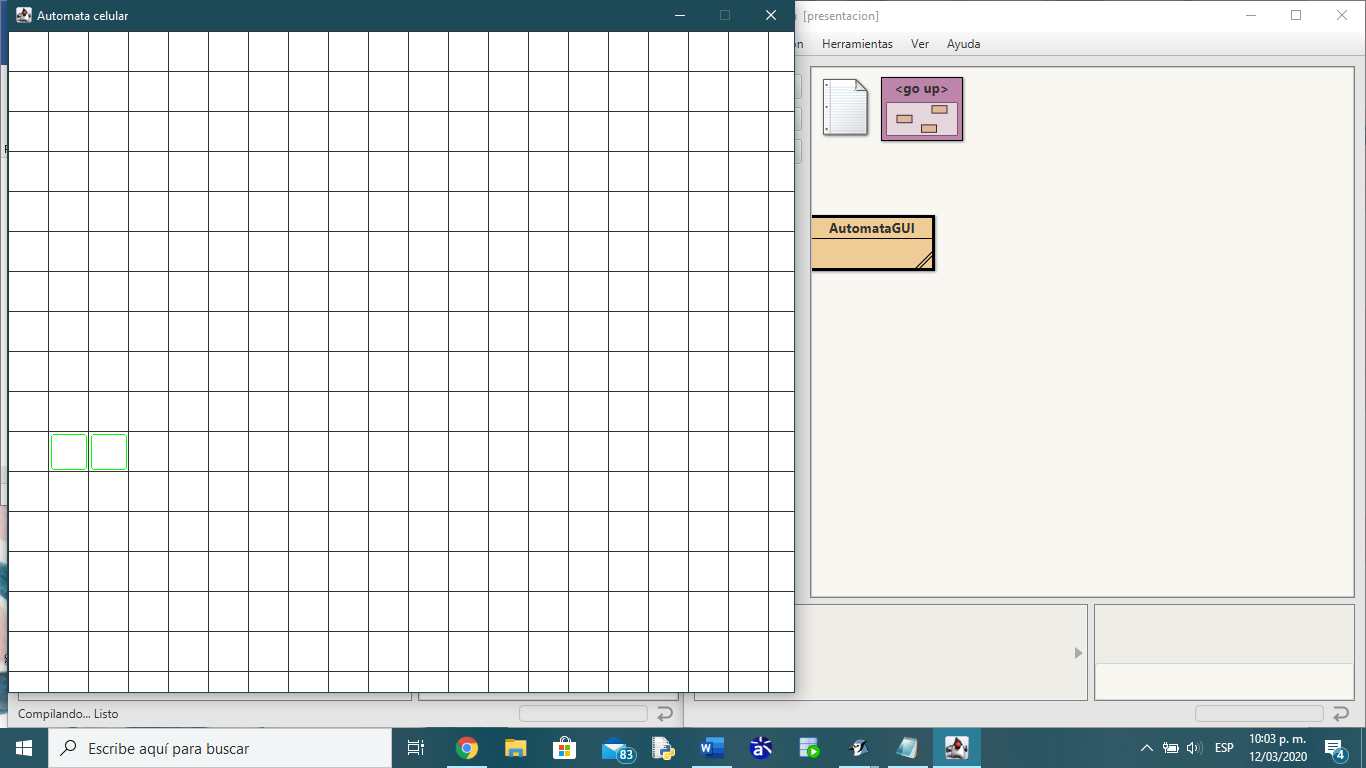 Automata celular
[presentacion]
Herramientas Ver Ayuda
<go up>
AutomataGUI
Compilando... Listo
Escribe aquí para buscar
83
ESP
10:03 p. m.
12/03/2020
4